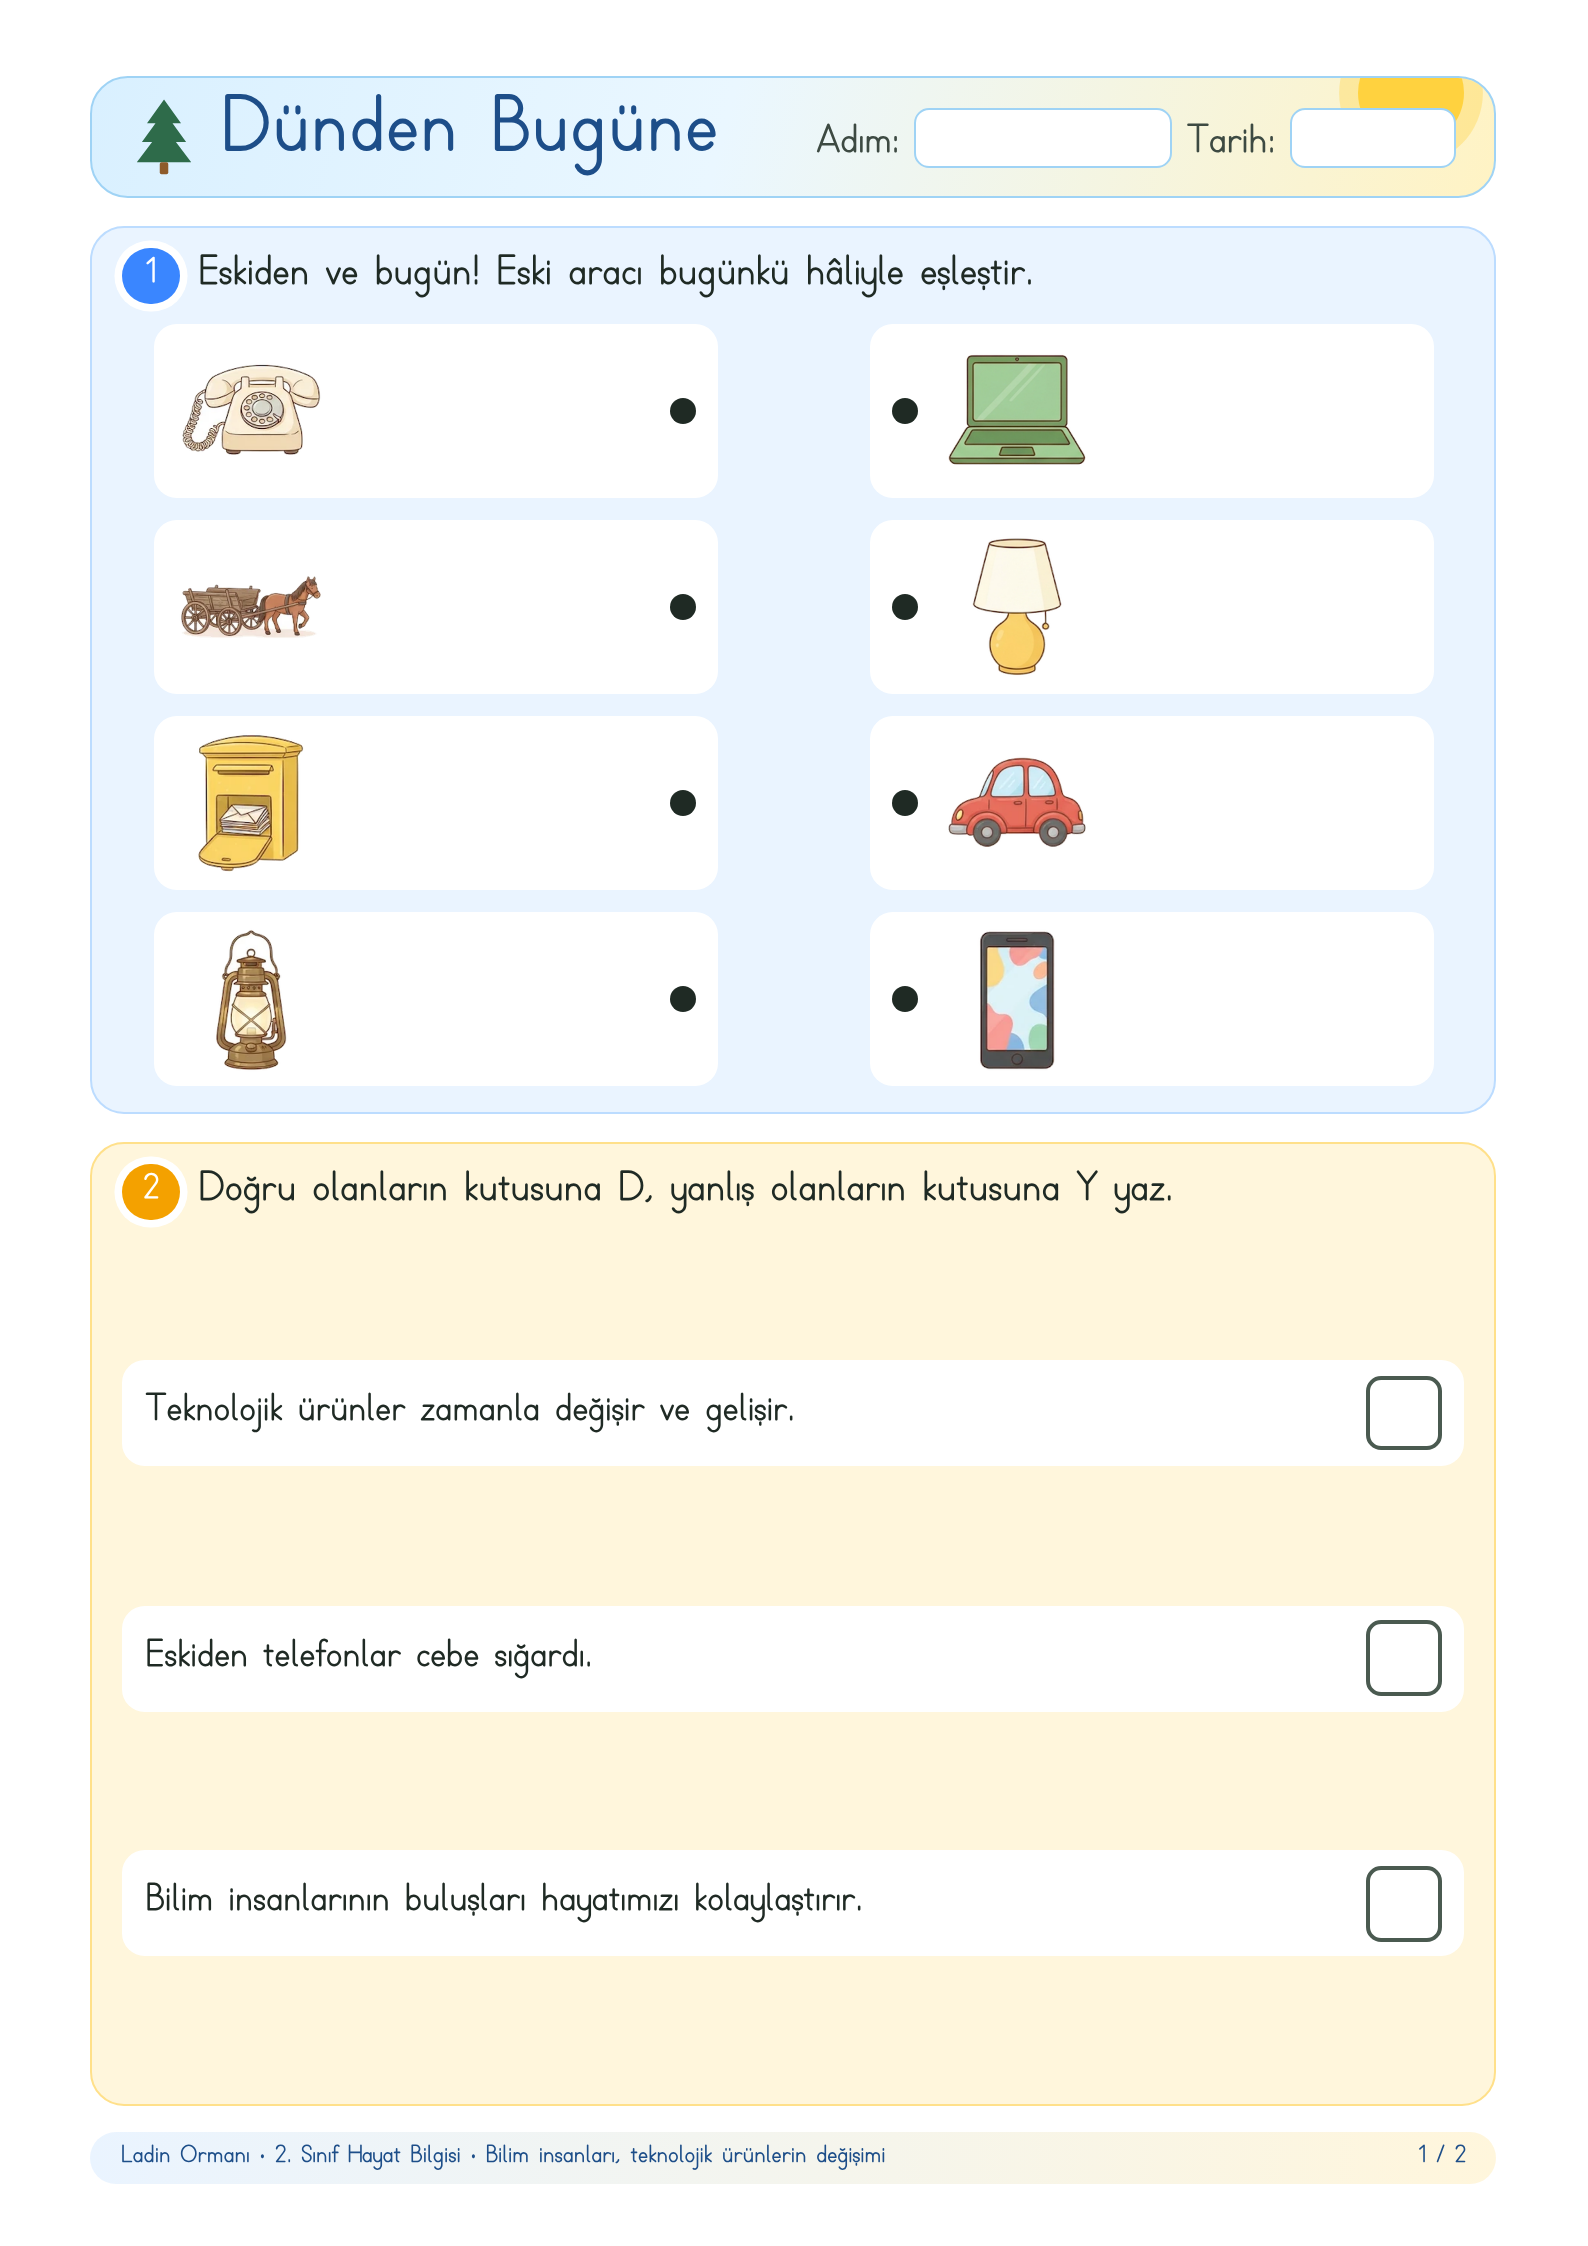 Dünden Bugüne
Adım:
Tarih:
1
Eskiden ve bugün! Eski aracı bugünkü hâliyle eşleştir.
2
Doğru olanların kutusuna D, yanlış olanların kutusuna Y yaz.
Teknolojik ürünler zamanla değişir ve gelişir.
Eskiden telefonlar cebe sığardı.
Bilim insanlarının buluşları hayatımızı kolaylaştırır.
Ladin Ormanı • 2. Sınıf Hayat Bilgisi • Bilim insanları, teknolojik ürünlerin değişimi
1 / 2